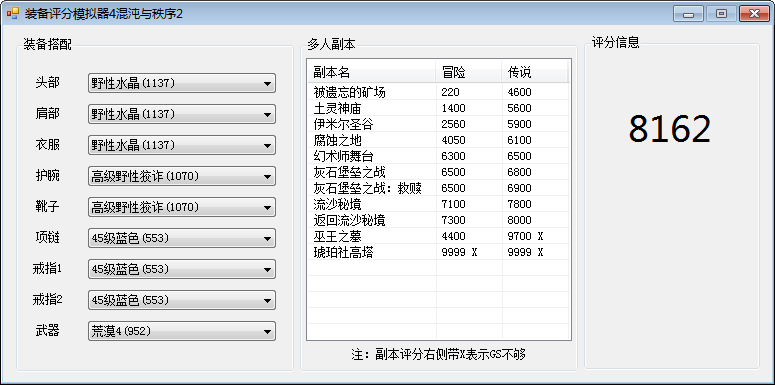 装备评分模拟器4混沌与秩序2
装备搭配
头部 野性水晶(1137)
肩部 野性水晶(1137)
衣服 野性水晶(1137)
护腕 高级野性狡诈(1070)
靴子 高级野性狡诈(1070)
项链 45级蓝色(553)
戒指1 45级蓝色(553)
戒指2 45级蓝色(553)
武器 荒漠4(952)
多人副本
副本名 冒险 传说
被遗忘的矿场 220 4600
土灵神庙 1400 5600
伊米尔圣谷 2560 5900
腐蚀之地 4050 6100
幻术师舞台 6300 6500
灰石堡垒之战 6500 6800
灰石堡垒之战：救赎 6500 6900
流沙秘境 7100 7800
返回流沙秘境 7300 8000
巫王之墓 4400 9700 X
琥珀社高塔 9999 X 9999 X
注：副本评分右侧带X表示GS不够
评分信息
8162